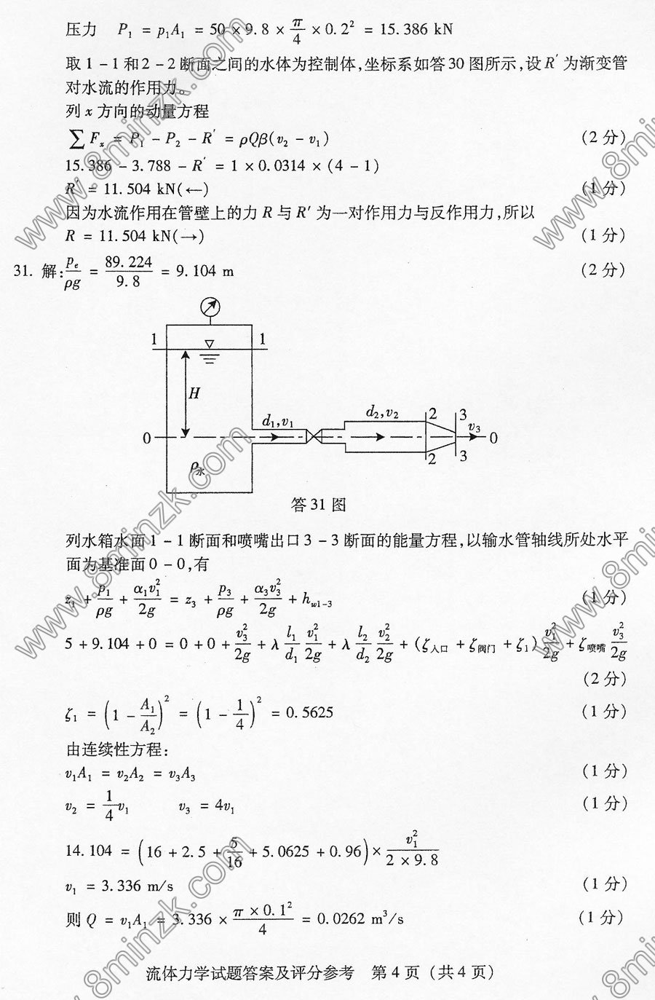 压力 P₁ = p₁A₁ = 50 × 9.8 × π/4 × 0.2² = 15.386 kN
取 1 - 1 和 2 - 2 断面之间的水体为控制体,坐标系如答 30 图所示,设 R′ 为渐变管
对水流的作用力。
列 x 方向的动量方程
∑Fₓ = P₁ - P₂ - R′ = ρQβ(v₂ - v₁) (2 分)
15.386 - 3.788 - R′ = 1 × 0.0314 × (4 - 1)
R′ = 11.504 kN(←) (1 分)
因为水流作用在管壁上的力 R 与 R′ 为一对作用力与反作用力,所以
R = 11.504 kN(→) (1 分)
31. 解: pₑ/ρg = 89.224/9.8 = 9.104 m (2 分)
1 1
H
d₁,v₁ d₂,v₂ 2 3
v₃
0 0
2 3
ρ水
答 31 图
列水箱水面 1 - 1 断面和喷嘴出口 3 - 3 断面的能量方程,以输水管轴线所处水平
面为基准面 0 - 0,有
z₁ + p₁/ρg + α₁v₁²/2g = z₃ + p₃/ρg + α₃v₃²/2g + h_w1-3 (1 分)
5 + 9.104 + 0 = 0 + 0 + v₃²/2g + λ l₁/d₁ v₁²/2g + λ l₂/d₂ v₂²/2g + (ζ入口 + ζ阀门 + ζ₁) v₁²/2g + ζ喷嘴 v₃²/2g
(2 分)
ζ₁ = (1 - A₁/A₂)² = (1 - 1/4)² = 0.5625 (1 分)
由连续性方程:
v₁A₁ = v₂A₂ = v₃A₃ (1 分)
v₂ = 1/4 v₁ v₃ = 4v₁ (1 分)
14.104 = (16 + 2.5 + 5/16 + 5.0625 + 0.96) × v₁²/2 × 9.8
v₁ = 3.336 m/s (1 分)
则 Q = v₁A₁ = 3.336 × π × 0.1²/4 = 0.0262 m³/s (1 分)
流体力学试题答案及评分参考 第 4 页 (共 4 页)
www.8minzk.com
www.8minzk.com
www.8minzk.com